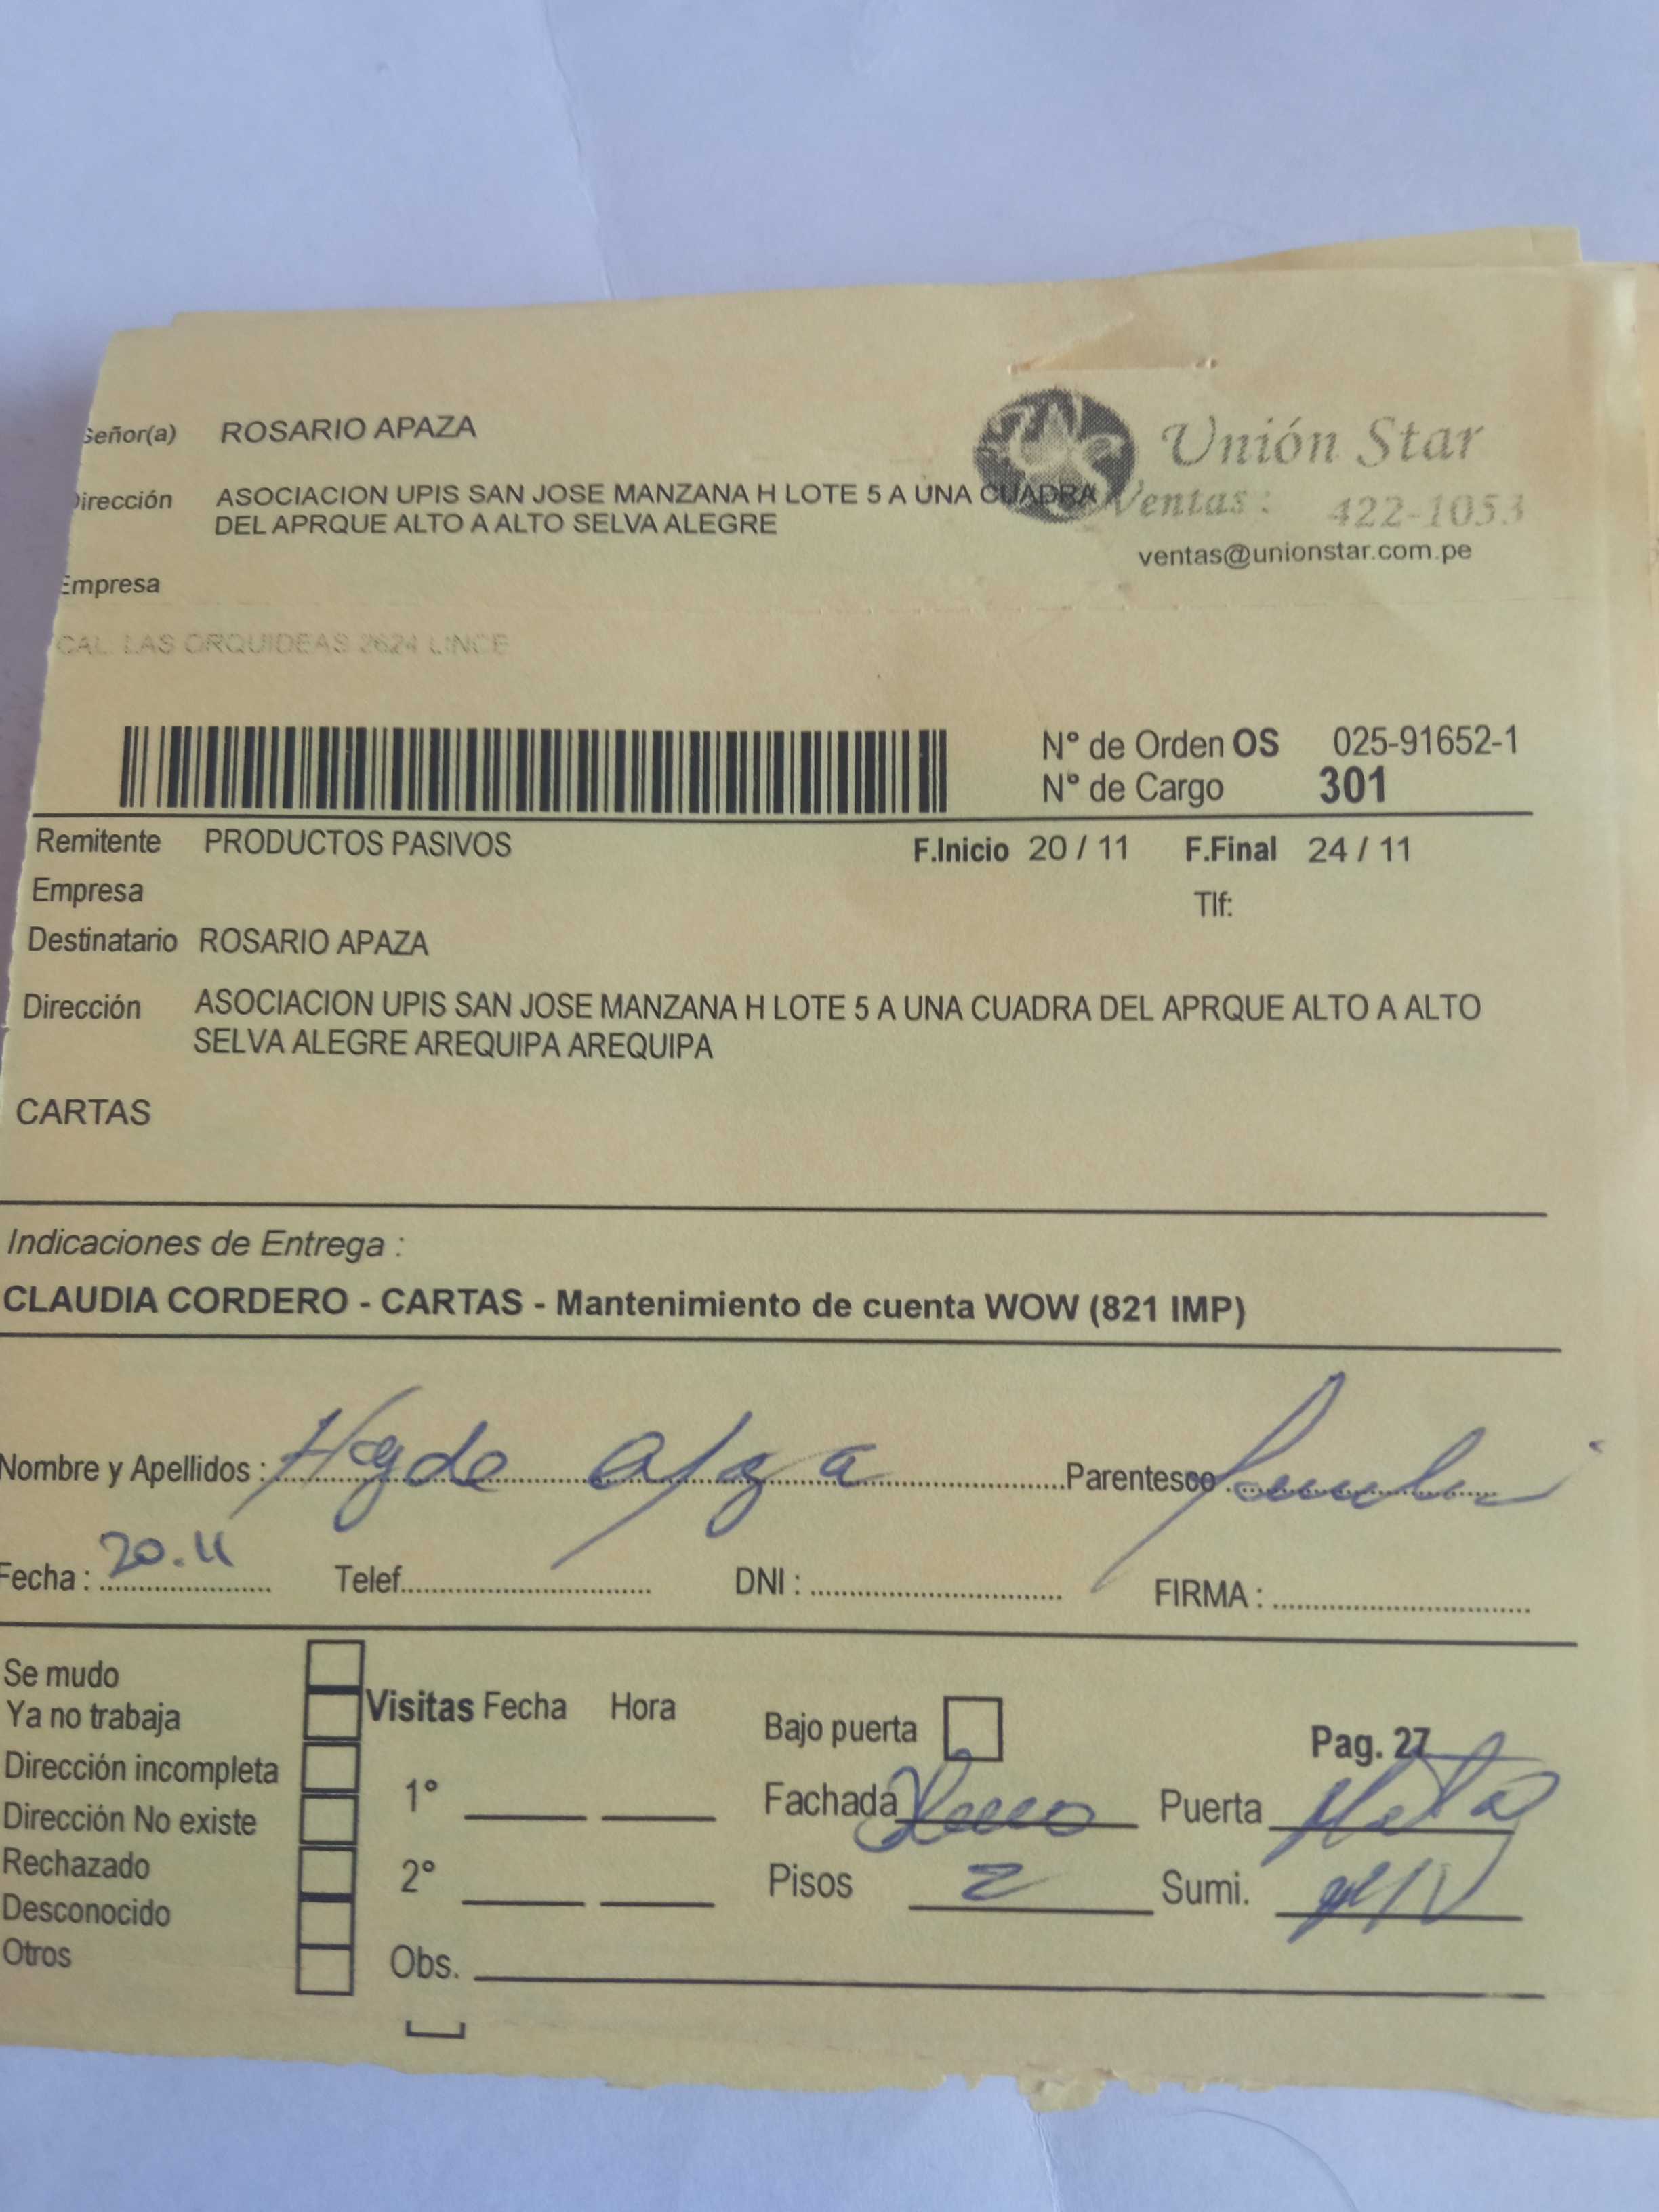 Señor(a) ROSARIO APAZA
Unión Star
Dirección ASOCIACION UPIS SAN JOSE MANZANA H LOTE 5 A UNA CUADRA
DEL APRQUE ALTO A ALTO SELVA ALEGRE
Ventas: 422-1053
ventas@unionstar.com.pe
Empresa
CAL. LAS ORQUIDEAS 2624 LINCE
N° de Orden OS 025-91652-1
N° de Cargo 301
Remitente PRODUCTOS PASIVOS F.Inicio 20 / 11 F.Final 24 / 11
Empresa Tlf:
Destinatario ROSARIO APAZA
Dirección ASOCIACION UPIS SAN JOSE MANZANA H LOTE 5 A UNA CUADRA DEL APRQUE ALTO A ALTO
SELVA ALEGRE AREQUIPA AREQUIPA
CARTAS
Indicaciones de Entrega :
CLAUDIA CORDERO - CARTAS - Mantenimiento de cuenta WOW (821 IMP)
Nombre y Apellidos : Parentesco
Fecha : 20.11 Telef. DNI : FIRMA :
Se mudo
Ya no trabaja
Dirección incompleta
Dirección No existe
Rechazado
Desconocido
Otros
Visitas Fecha Hora
1°
2°
Obs.
Bajo puerta
Pag. 27
Fachada Puerta
Pisos 2 Sumi.